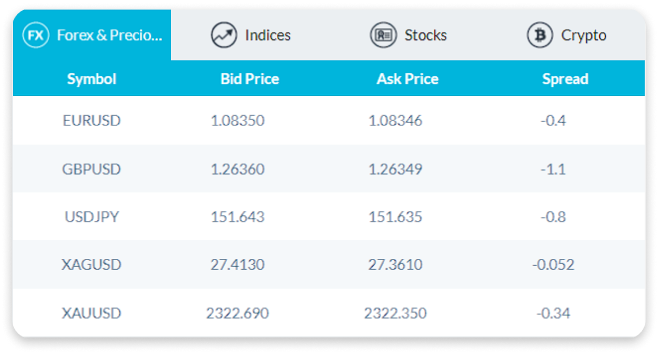 FX Forex & Precio... Indices Stocks Crypto
Symbol Bid Price Ask Price Spread
EURUSD 1.08350 1.08346 -0.4
GBPUSD 1.26360 1.26349 -1.1
USDJPY 151.643 151.635 -0.8
XAGUSD 27.4130 27.3610 -0.052
XAUUSD 2322.690 2322.350 -0.34